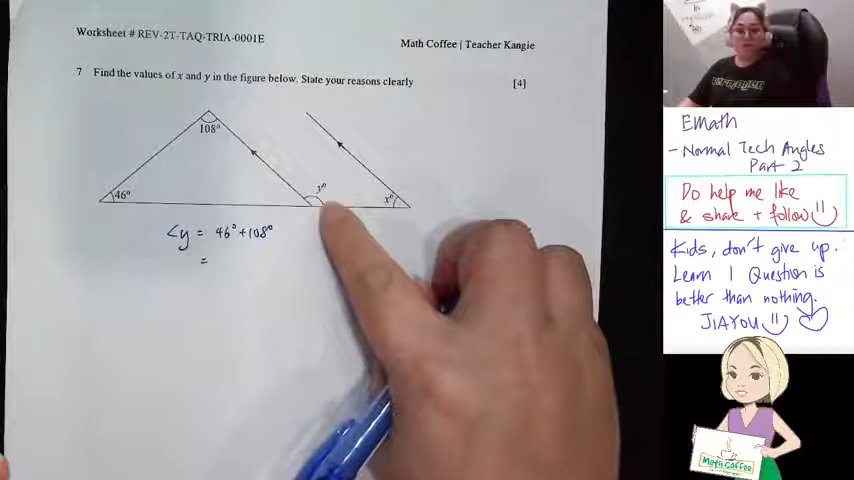 Worksheet # REV-2T-TAQ-TRIA-0001E
Math Coffee | Teacher Kangie
7 Find the values of x and y in the figure below. State your reasons clearly [4]
108°
46°
y°
x°
∠y = 46° + 108°
=
Emath
- Normal Tech Angles
Part 2
Do help me like
& share + follow
Kids, don't give up.
Learn 1 Question is
better than nothing.
JIAYOU
Math Coffee